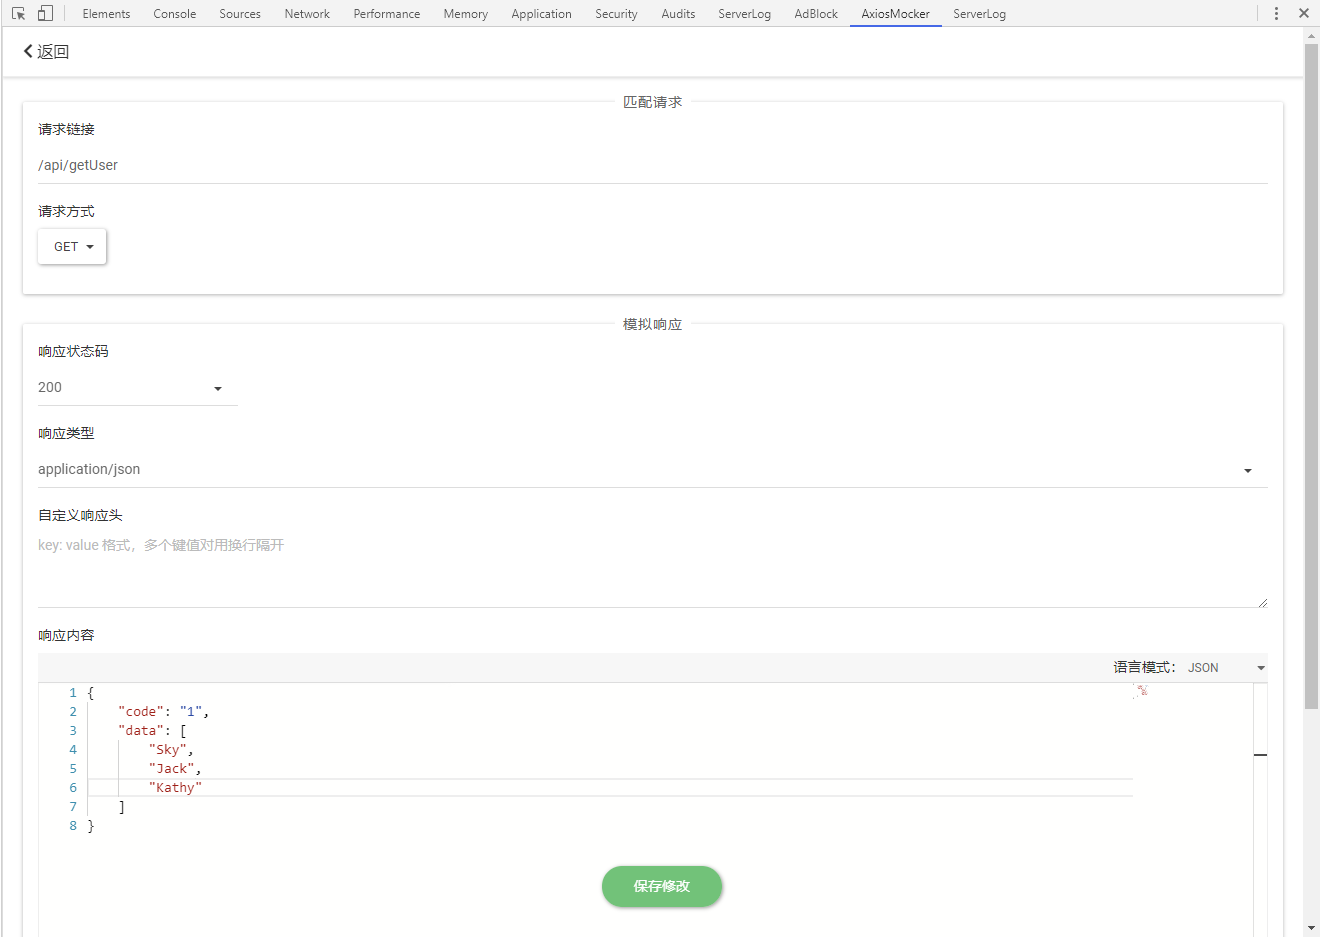 Elements Console Sources Network Performance Memory Application Security Audits ServerLog AdBlock AxiosMocker ServerLog
返回
匹配请求
请求链接
/api/getUser
请求方式
GET
模拟响应
响应状态码
200
响应类型
application/json
自定义响应头
key: value 格式，多个键值对用换行隔开
响应内容
语言模式： JSON
1 {
2 "code": "1",
3 "data": [
4 "Sky",
5 "Jack",
6 "Kathy"
7 ]
8 }
保存修改